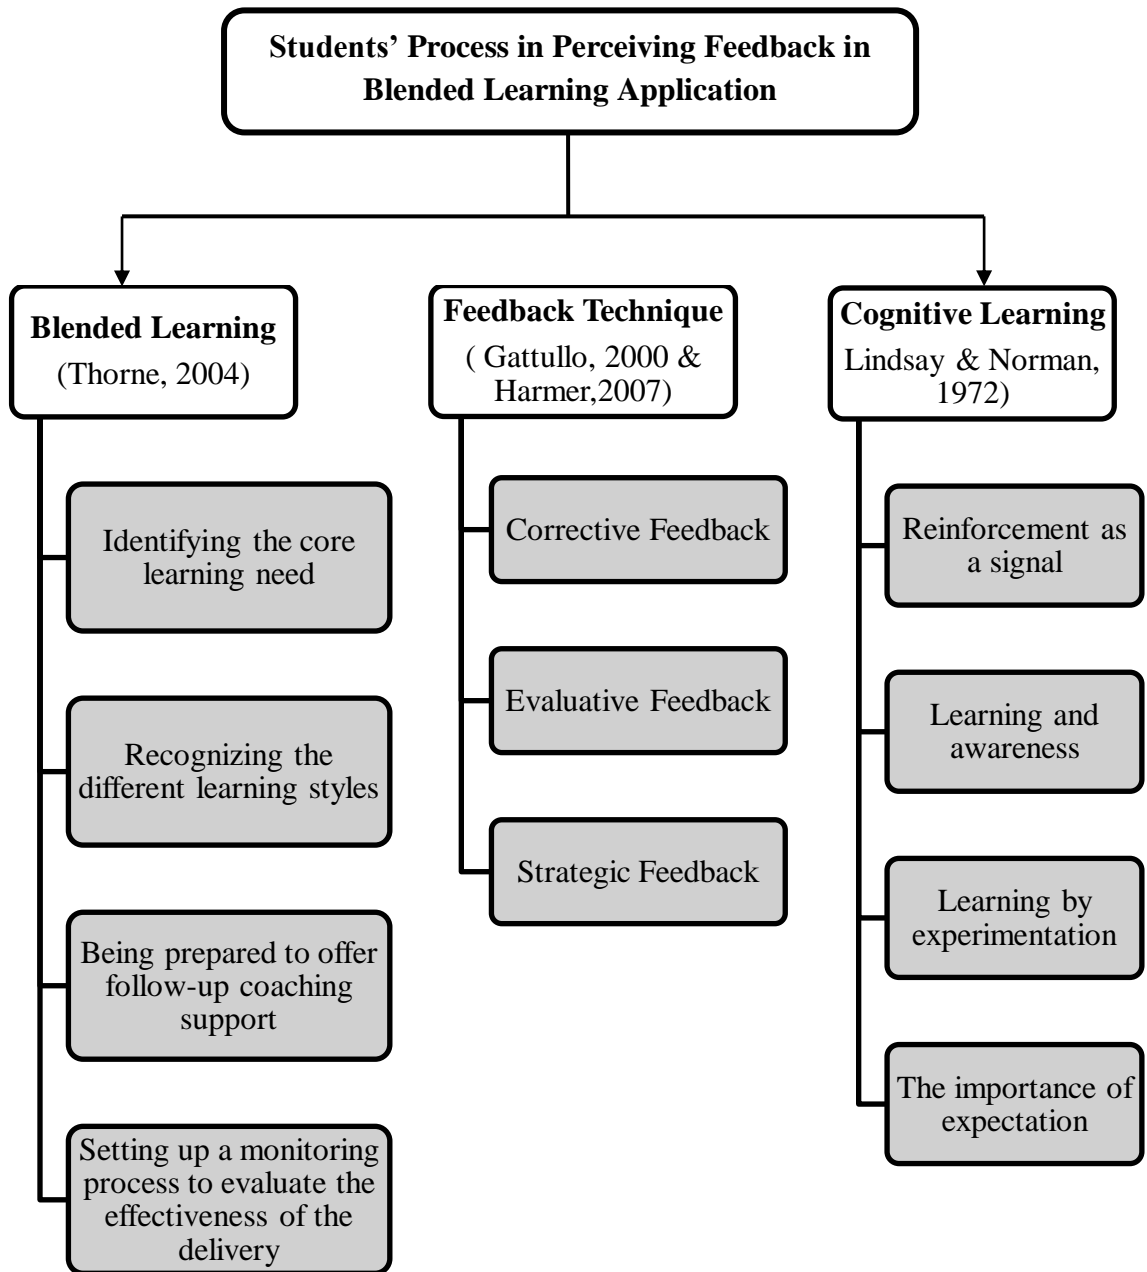 Students’ Process in Perceiving Feedback in
Blended Learning Application
Blended Learning
(Thorne, 2004)
Identifying the core
learning need
Recognizing the
different learning styles
Being prepared to offer
follow-up coaching
support
Setting up a monitoring
process to evaluate the
effectiveness of the
delivery
Feedback Technique
( Gattullo, 2000 &
Harmer,2007)
Corrective Feedback
Evaluative Feedback
Strategic Feedback
Cognitive Learning
Lindsay & Norman,
1972)
Reinforcement as
a signal
Learning and
awareness
Learning by
experimentation
The importance of
expectation